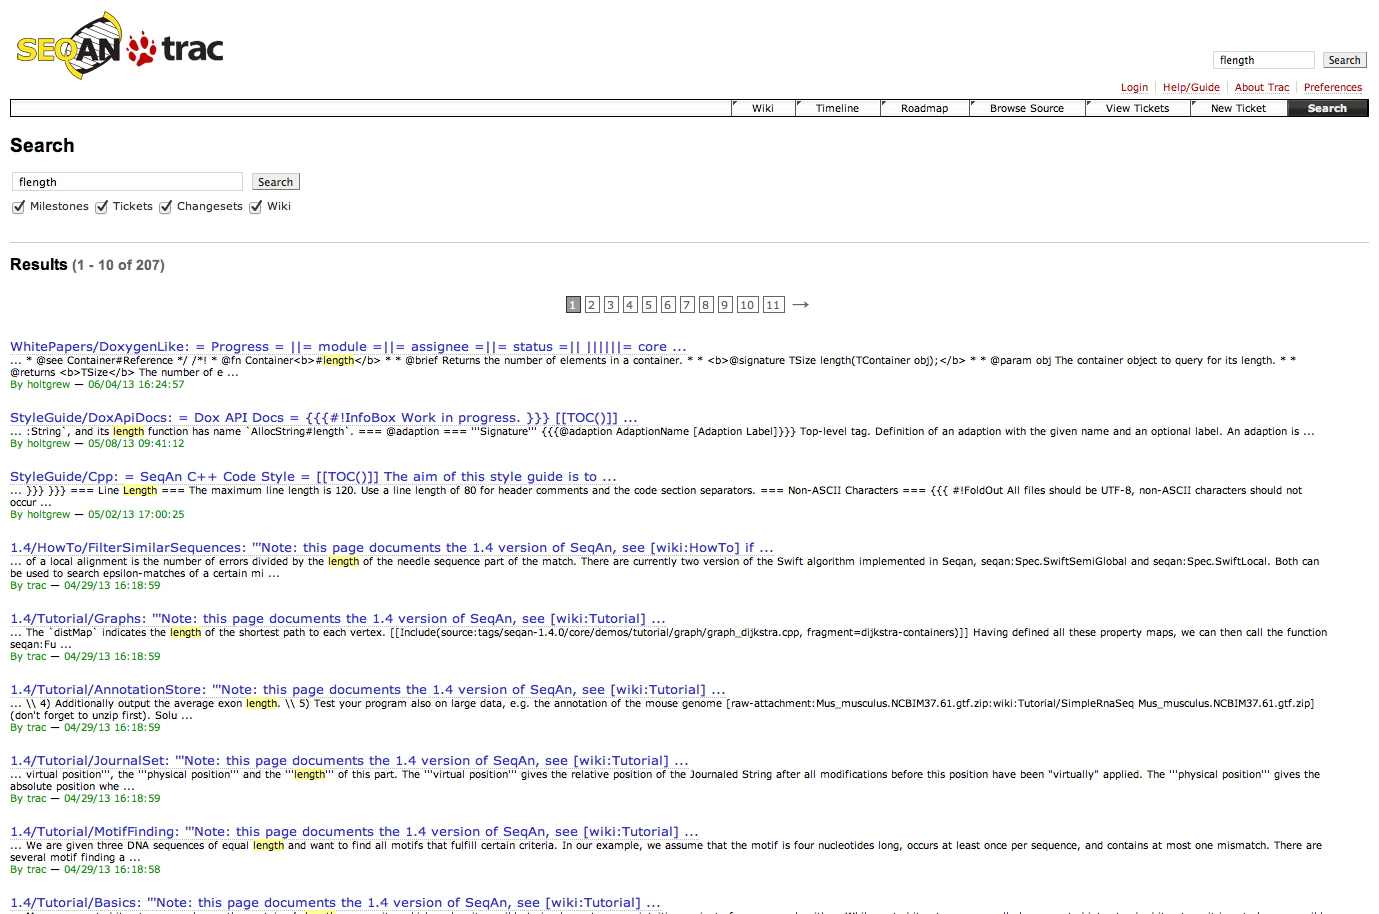 SEQAN trac
flength Search
Login Help/Guide About Trac Preferences
Wiki Timeline Roadmap Browse Source View Tickets New Ticket Search
Search
flength Search
Milestones Tickets Changesets Wiki
Results (1 - 10 of 207)
1 2 3 4 5 6 7 8 9 10 11 →
WhitePapers/DoxygenLike: = Progress = ||= module =||= assignee =||= status =|| ||||||= core ...
... * @see Container#Reference */ /*! * @fn Container<b>#length</b> * * @brief Returns the number of elements in a container. * * <b>@signature TSize length(TContainer obj);</b> * * @param obj The container object to query for its length. * *
@returns <b>TSize</b> The number of e ...
By holtgrew — 06/04/13 16:24:57
StyleGuide/DoxApiDocs: = Dox API Docs = {{{#!InfoBox Work in progress. }}} [[TOC()]] ...
... :String`, and its length function has name `AllocString#length`. === @adaption === '''Signature''' {{{@adaption AdaptionName [Adaption Label]}}} Top-level tag. Definition of an adaption with the given name and an optional label. An adaption is ...
By holtgrew — 05/08/13 09:41:12
StyleGuide/Cpp: = SeqAn C++ Code Style = [[TOC()]] The aim of this style guide is to ...
... }}} }}} === Line Length === The maximum line length is 120. Use a line length of 80 for header comments and the code section separators. === Non-ASCII Characters === {{{ #!FoldOut All files should be UTF-8, non-ASCII characters should not
occur ...
By holtgrew — 05/02/13 17:00:25
1.4/HowTo/FilterSimilarSequences: '''Note: this page documents the 1.4 version of SeqAn, see [wiki:HowTo] if ...
... of a local alignment is the number of errors divided by the length of the needle sequence part of the match. There are currently two version of the Swift algorithm implemented in Seqan, seqan:Spec.SwiftSemiGlobal and seqan:Spec.SwiftLocal. Both can
be used to search epsilon-matches of a certain mi ...
By trac — 04/29/13 16:18:59
1.4/Tutorial/Graphs: '''Note: this page documents the 1.4 version of SeqAn, see [wiki:Tutorial] ...
... The `distMap` indicates the length of the shortest path to each vertex. [[Include(source:tags/seqan-1.4.0/core/demos/tutorial/graph/graph_dijkstra.cpp, fragment=dijkstra-containers)]] Having defined all these property maps, we can then call the function
seqan:Fu ...
By trac — 04/29/13 16:18:59
1.4/Tutorial/AnnotationStore: '''Note: this page documents the 1.4 version of SeqAn, see [wiki:Tutorial] ...
... \\ 4) Additionally output the average exon length. \\ 5) Test your program also on large data, e.g. the annotation of the mouse genome [raw-attachment:Mus_musculus.NCBIM37.61.gtf.zip:wiki:Tutorial/SimpleRnaSeq Mus_musculus.NCBIM37.61.gtf.zip]
(don't forget to unzip first). Solu ...
By trac — 04/29/13 16:18:59
1.4/Tutorial/JournalSet: '''Note: this page documents the 1.4 version of SeqAn, see [wiki:Tutorial] ...
... virtual position''', the '''physical position''' and the '''length''' of this part. The '''virtual position''' gives the relative position of the Journaled String after all modifications before this position have been "virtually" applied. The '''physical position''' gives the
absolute position whe ...
By trac — 04/29/13 16:18:59
1.4/Tutorial/MotifFinding: '''Note: this page documents the 1.4 version of SeqAn, see [wiki:Tutorial] ...
... We are given three DNA sequences of equal length and want to find all motifs that fulfill certain criteria. In our example, we assume that the motif is four nucleotides long, occurs at least once per sequence, and contains at most one mismatch. There are
several motif finding a ...
By trac — 04/29/13 16:18:58
1.4/Tutorial/Basics: '''Note: this page documents the 1.4 version of SeqAn, see [wiki:Tutorial] ...